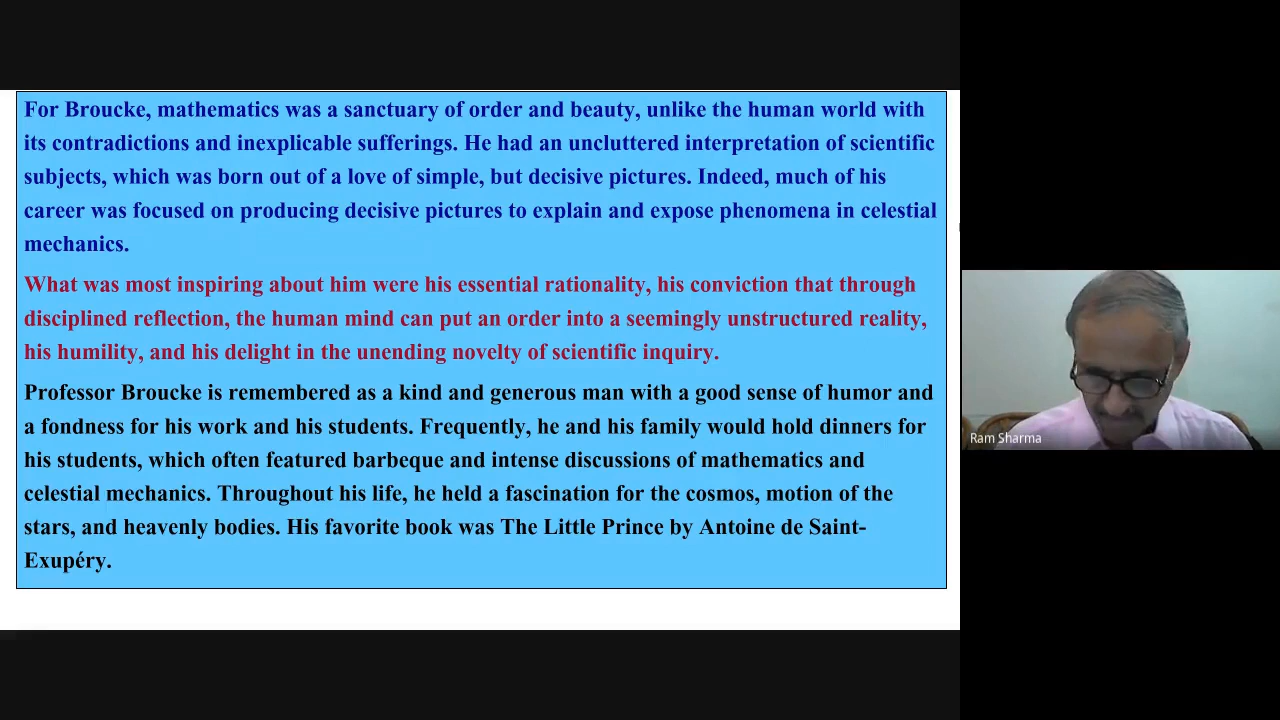 For Broucke, mathematics was a sanctuary of order and beauty, unlike the human world with
its contradictions and inexplicable sufferings. He had an uncluttered interpretation of scientific
subjects, which was born out of a love of simple, but decisive pictures. Indeed, much of his
career was focused on producing decisive pictures to explain and expose phenomena in celestial
mechanics.
What was most inspiring about him were his essential rationality, his conviction that through
disciplined reflection, the human mind can put an order into a seemingly unstructured reality,
his humility, and his delight in the unending novelty of scientific inquiry.
Professor Broucke is remembered as a kind and generous man with a good sense of humor and
a fondness for his work and his students. Frequently, he and his family would hold dinners for
his students, which often featured barbeque and intense discussions of mathematics and
celestial mechanics. Throughout his life, he held a fascination for the cosmos, motion of the
stars, and heavenly bodies. His favorite book was The Little Prince by Antoine de Saint-
Exupéry.
Ram Sharma